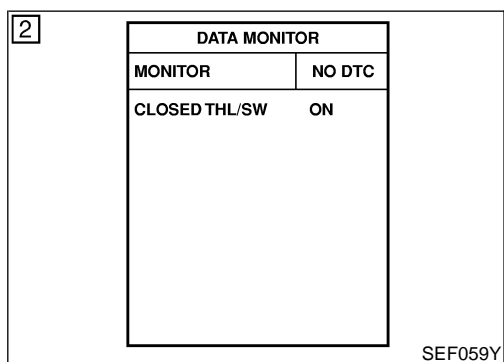 2
DATA MONITOR
MONITOR NO DTC
CLOSED THL/SW ON
SEF059Y